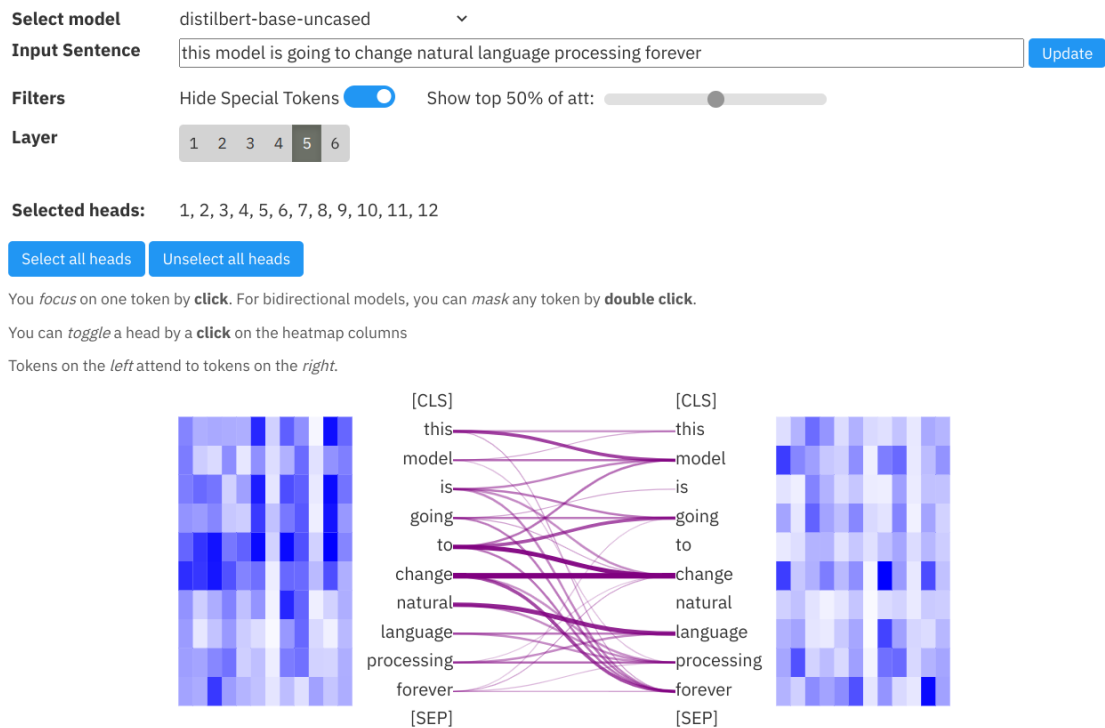 Select model distilbert-base-uncased
Input Sentence this model is going to change natural language processing forever Update
Filters Hide Special Tokens Show top 50% of att:
Layer 1 2 3 4 5 6
Selected heads: 1, 2, 3, 4, 5, 6, 7, 8, 9, 10, 11, 12
Select all heads Unselect all heads
You focus on one token by click. For bidirectional models, you can mask any token by double click.
You can toggle a head by a click on the heatmap columns
Tokens on the left attend to tokens on the right.
[CLS] [CLS]
this this
model model
is is
going going
to to
change change
natural natural
language language
processing processing
forever forever
[SEP] [SEP]